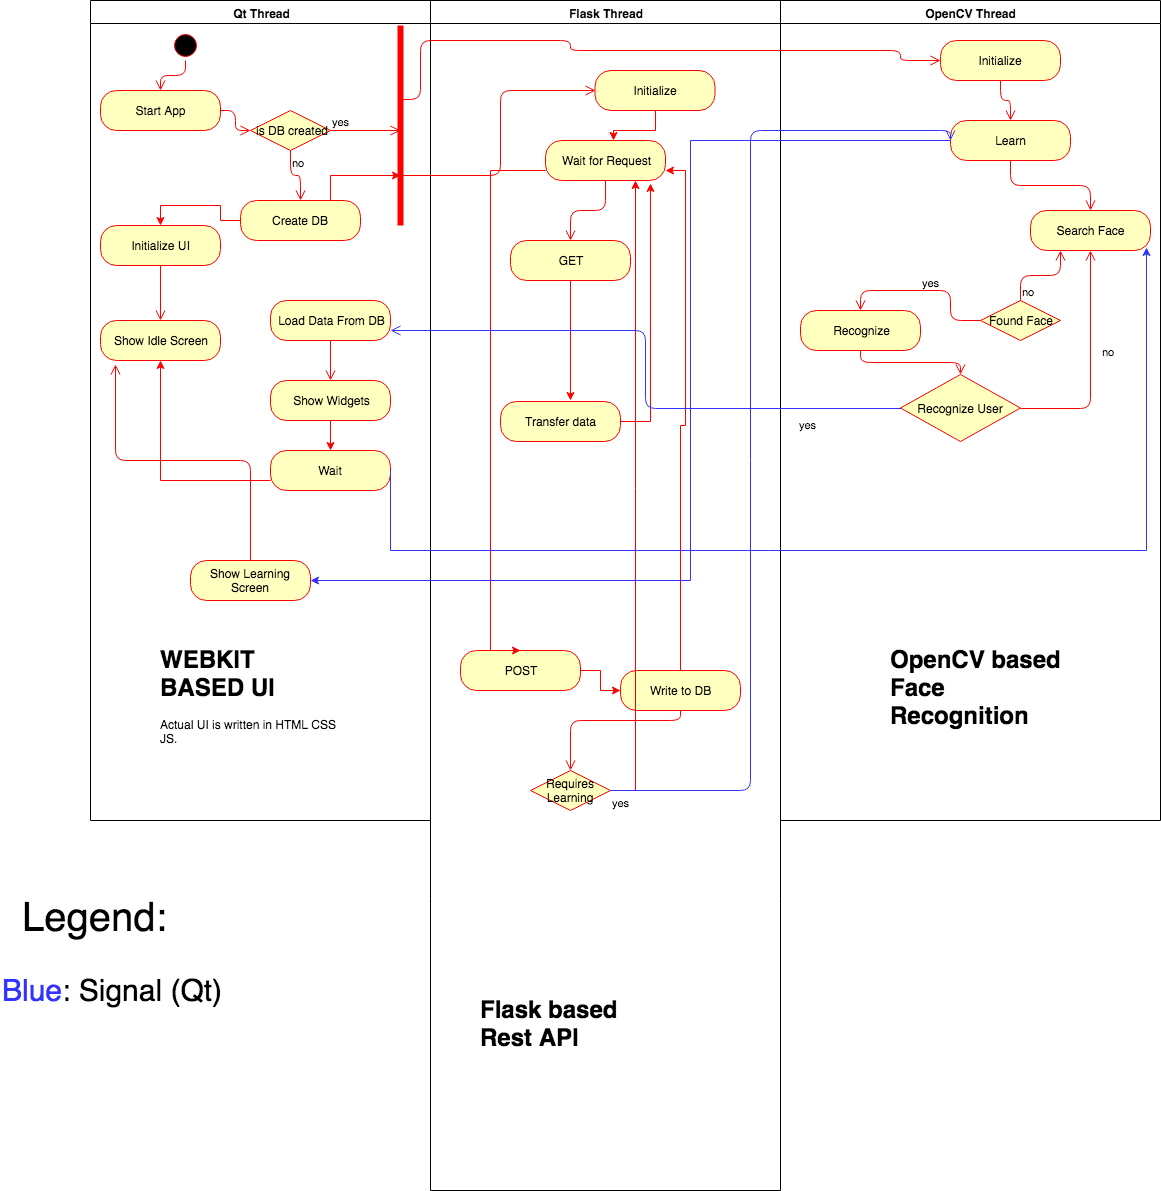 Qt Thread
Flask Thread
OpenCV Thread
Start App
is DB created
yes
no
Create DB
Initialize UI
Show Idle Screen
Load Data From DB
Show Widgets
Wait
Show Learning
Screen
WEBKIT
BASED UI
Actual UI is written in HTML CSS
JS.
Initialize
Wait for Request
GET
Transfer data
POST
Write to DB
Requires
Learning
yes
Flask based
Rest API
Initialize
Learn
Search Face
yes
no
Found Face
Recognize
no
Recognize User
yes
OpenCV based
Face
Recognition
Legend:
Blue: Signal (Qt)